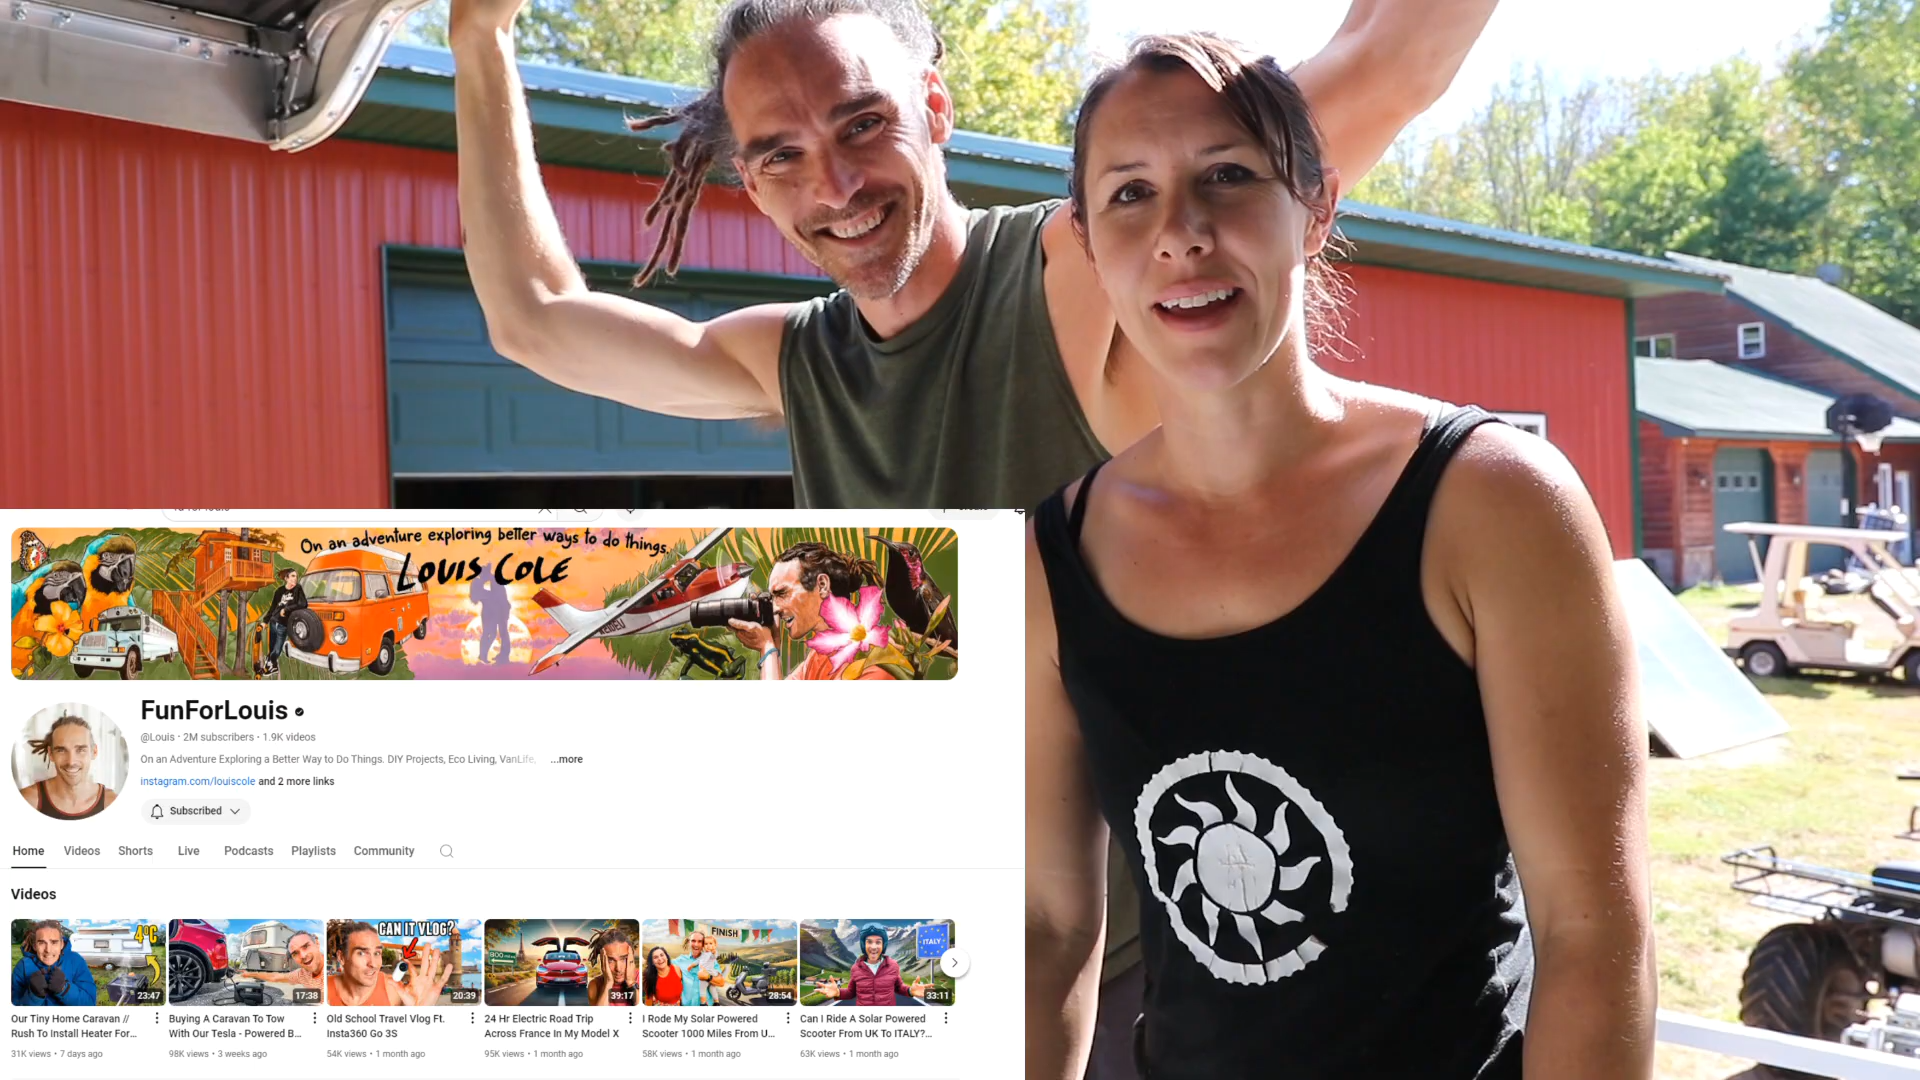 On an adventure exploring better ways to do things.
LOUIS COLE
FunForLouis
@Louis · 2M subscribers · 1.9K videos
On an Adventure Exploring a Better Way to Do Things. DIY Projects, Eco Living, VanLife, ...more
instagram.com/louiscole and 2 more links
Subscribed
Home Videos Shorts Live Podcasts Playlists Community
Videos
4°C
CAN IT VLOG?
FINISH
ITALY
23:47 17:38 20:39 39:17 28:54 33:11
Our Tiny Home Caravan //
Rush To Install Heater For...
31K views • 7 days ago
Buying A Caravan To Tow
With Our Tesla - Powered B...
98K views • 3 weeks ago
Old School Travel Vlog Ft.
Insta360 Go 3S
54K views • 1 month ago
24 Hr Electric Road Trip
Across France In My Model X
95K views • 1 month ago
I Rode My Solar Powered
Scooter 1000 Miles From U...
58K views • 1 month ago
Can I Ride A Solar Powered
Scooter From UK To ITALY?...
63K views • 1 month ago